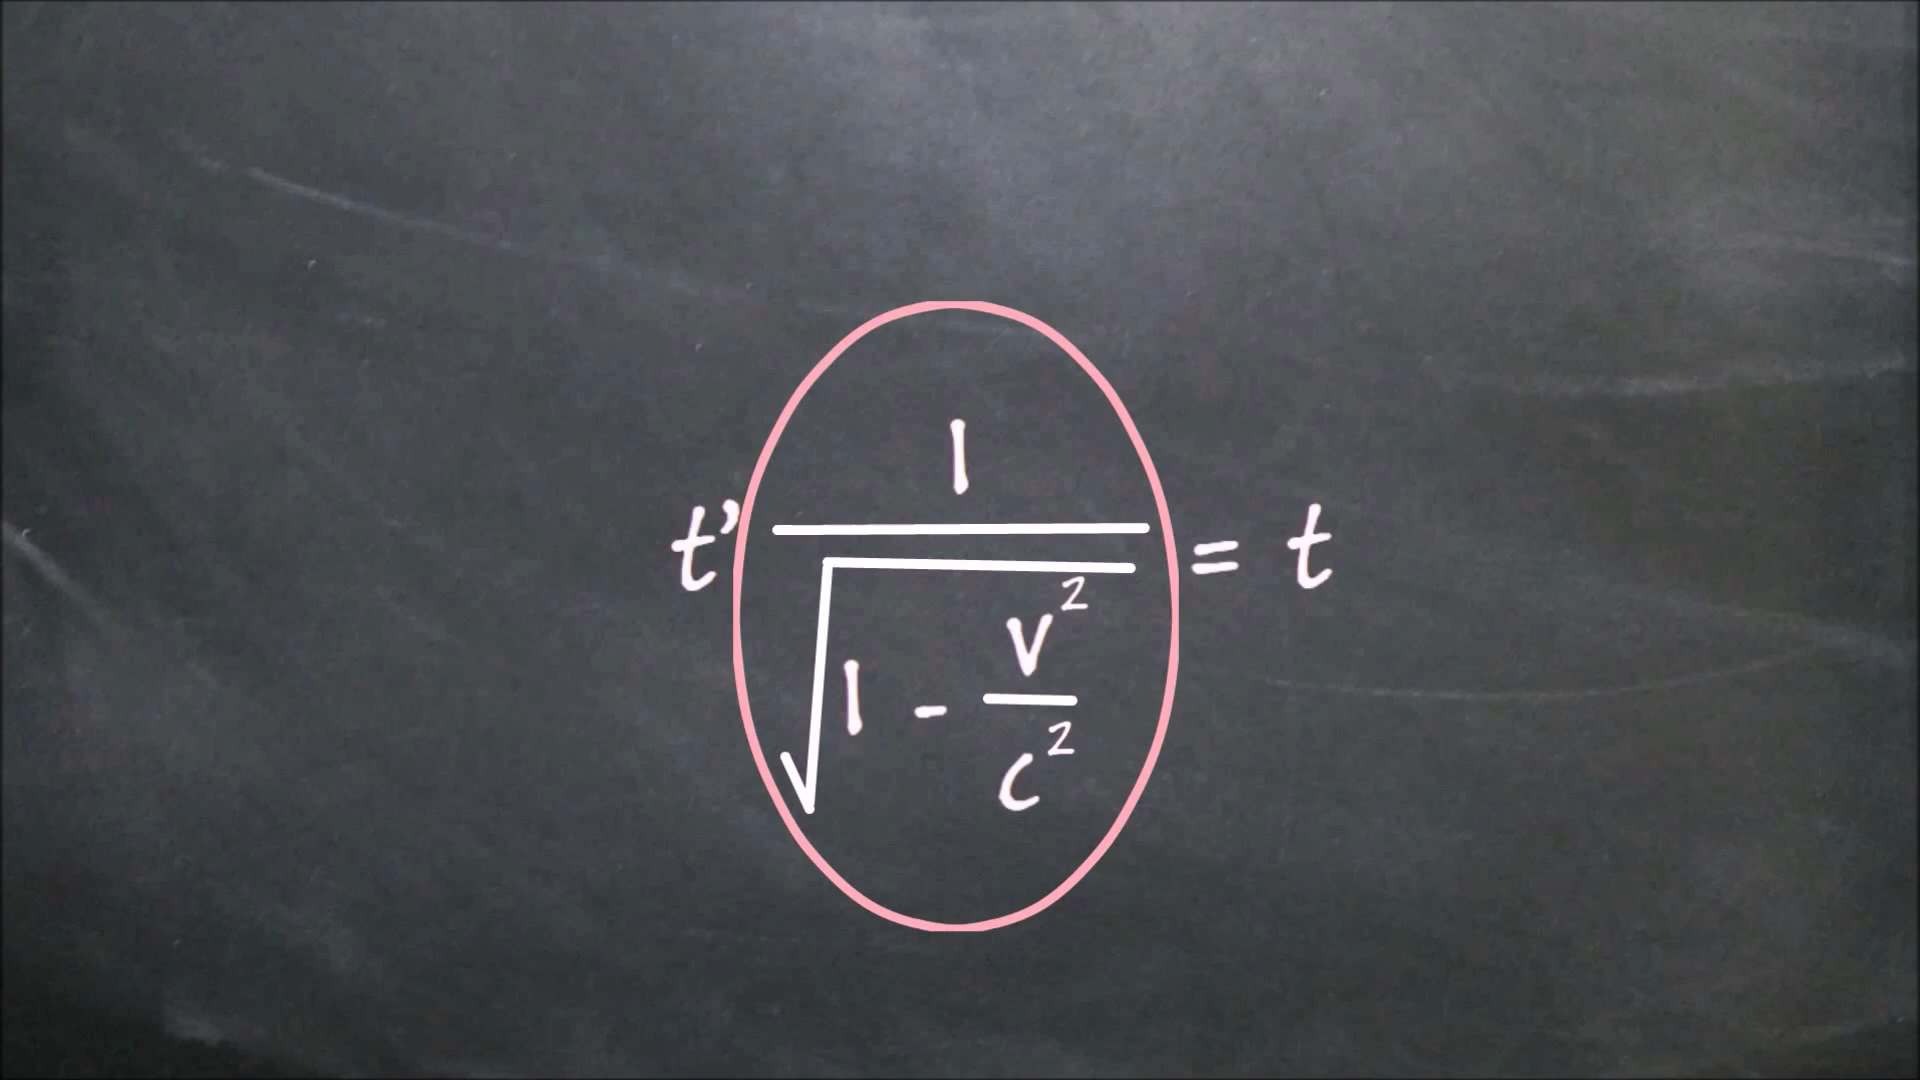 t' 1/√(1 - v²/c²) = t